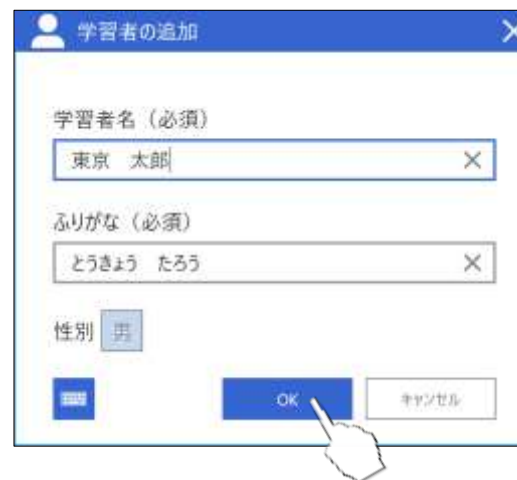 学習者の追加
学習者名（必須）
東京　太郎
ふりがな（必須）
とうきょう　たろう
性別 男
OK キャンセル